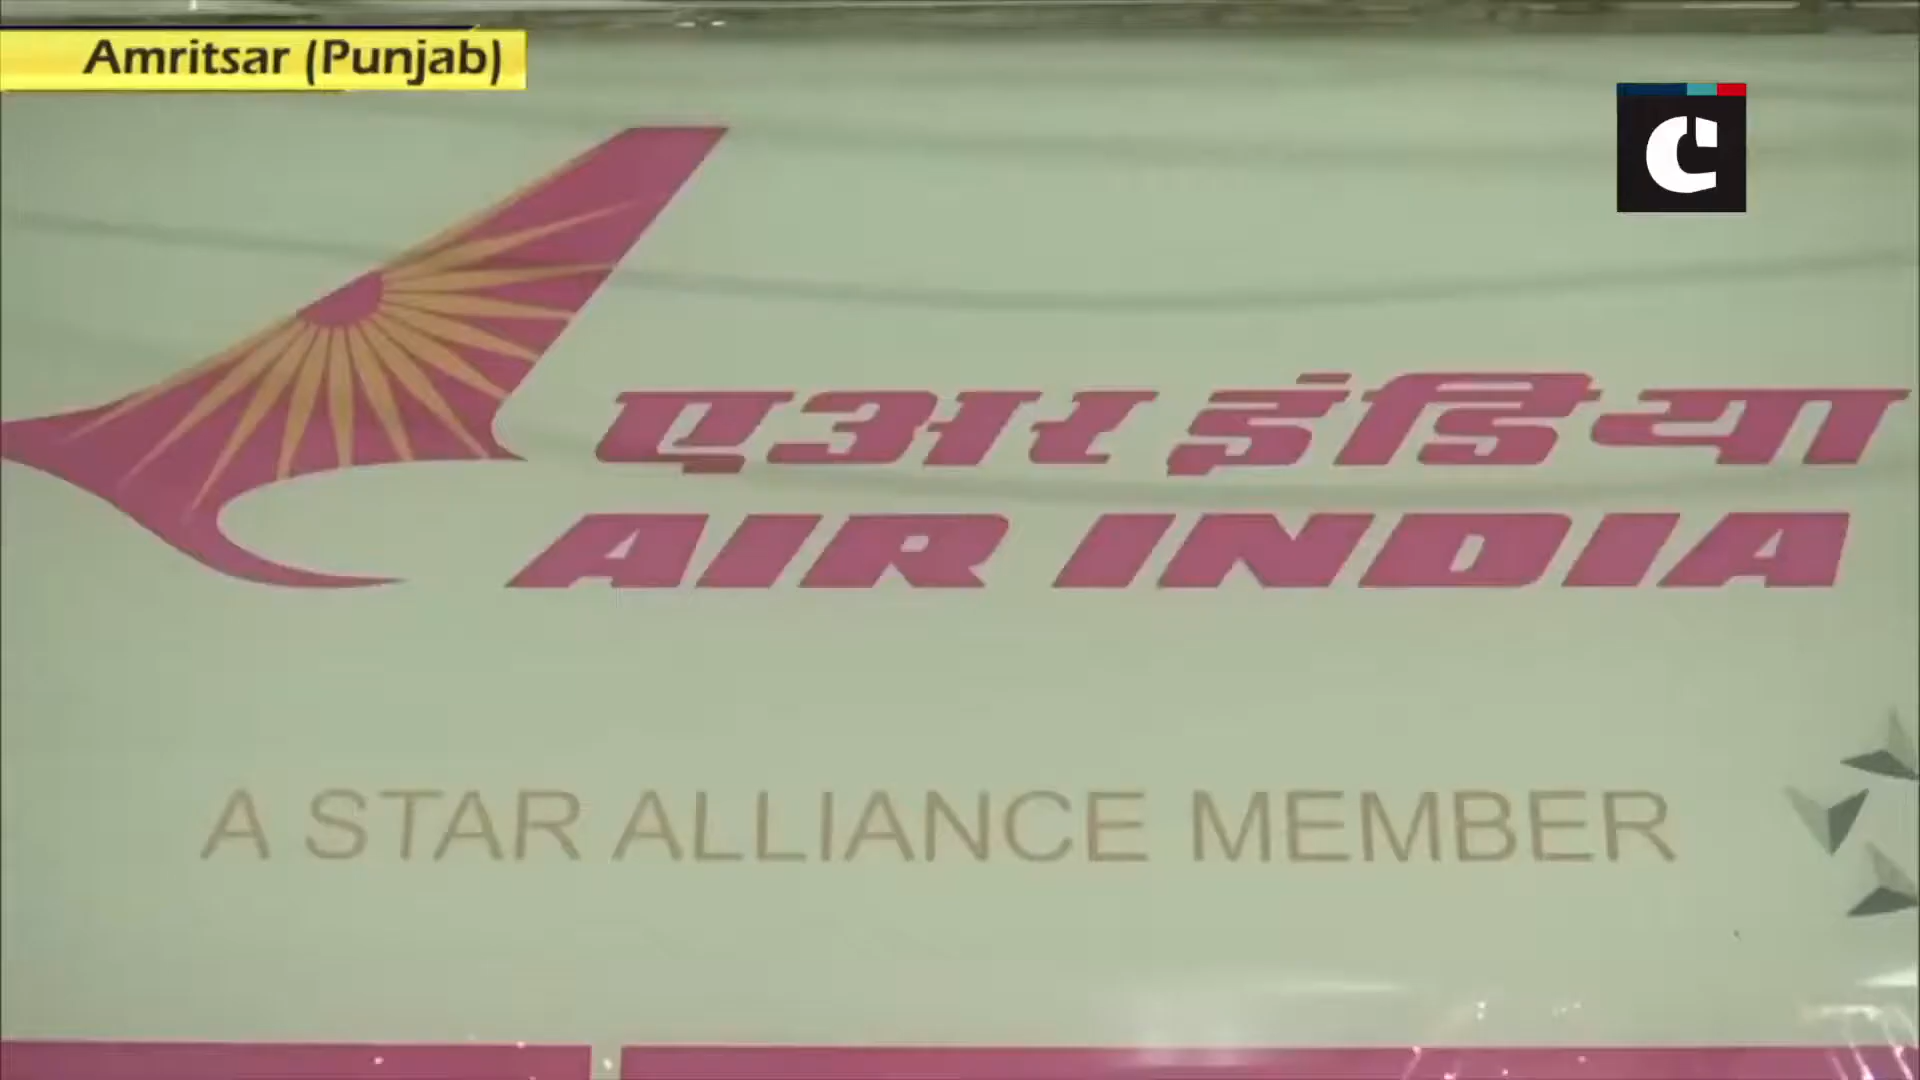 Amritsar (Punjab)
C
एअर इंडिया
AIR INDIA
A STAR ALLIANCE MEMBER